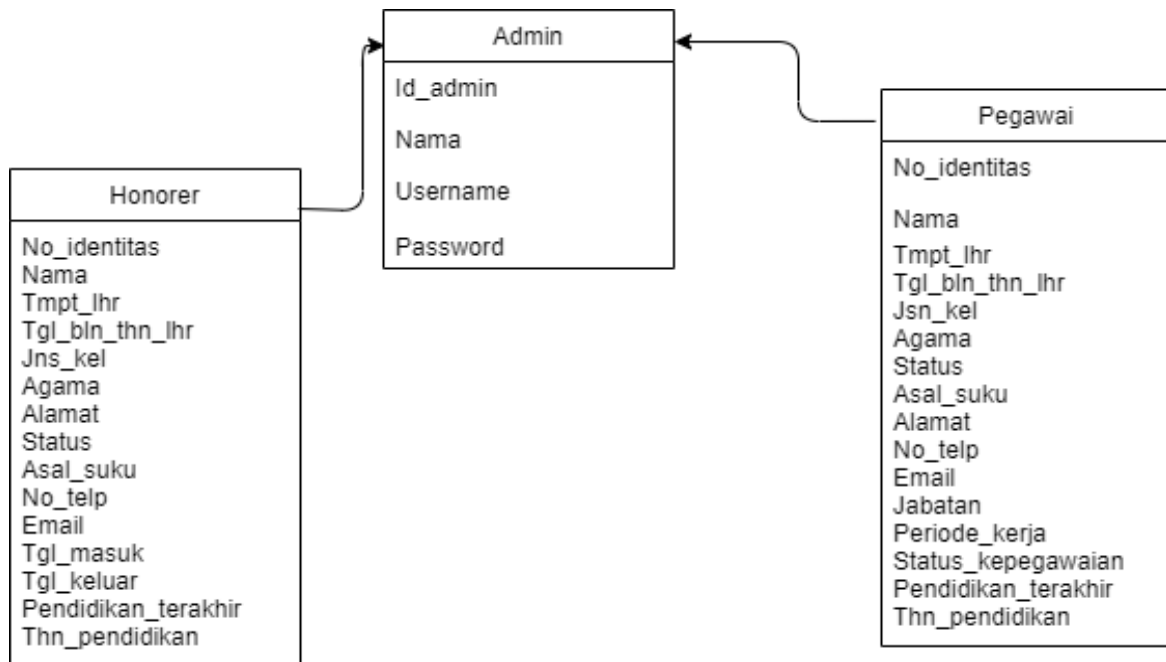 Admin
Id_admin
Nama
Username
Password
Honorer
No_identitas
Nama
Tmpt_lhr
Tgl_bln_thn_lhr
Jns_kel
Agama
Alamat
Status
Asal_suku
No_telp
Email
Tgl_masuk
Tgl_keluar
Pendidikan_terakhir
Thn_pendidikan
Pegawai
No_identitas
Nama
Tmpt_lhr
Tgl_bln_thn_lhr
Jsn_kel
Agama
Status
Asal_suku
Alamat
No_telp
Email
Jabatan
Periode_kerja
Status_kepegawaian
Pendidikan_terakhir
Thn_pendidikan